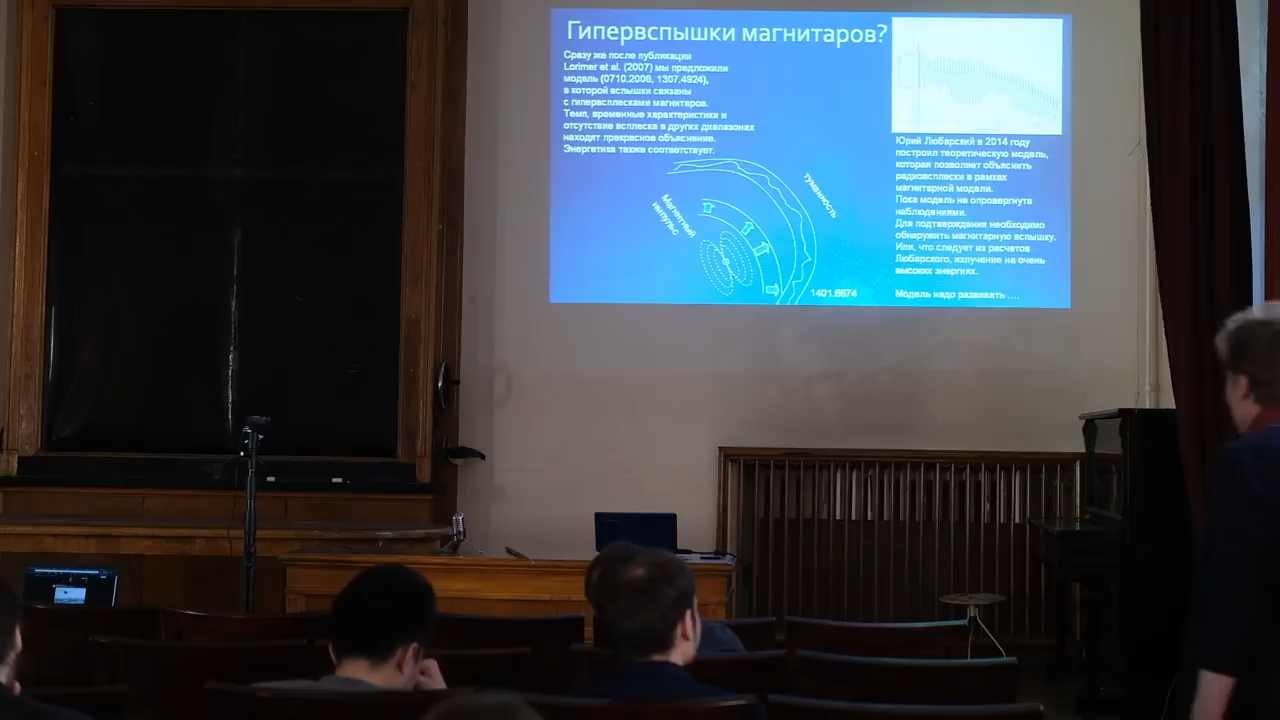 Гипервспышки магнитаров?
Сразу же после публикации
Lorimer et al. (2007) мы предложили
модель (0710.2006, 1307.4924),
в которой вспышки связаны
с гипервсплесками магнитаров.
Темп, временные характеристики и
отсутствие всплеска в других диапазонах
находят прекрасное объяснение.
Энергетика также соответствует.
туманность
Магнитный
импульс
1401.6674
Юрий Любарский в 2014 году
построил теоретическую модель,
которая позволяет объяснить
радиовсплески в рамках
магнитарной модели.
Пока модель не опровергнута
наблюдениями.
Для подтверждения необходимо
обнаружить магнитарную вспышку.
Или, что следует из расчетов
Любарского, излучение на очень
высоких энергиях.
Модель надо развивать ....